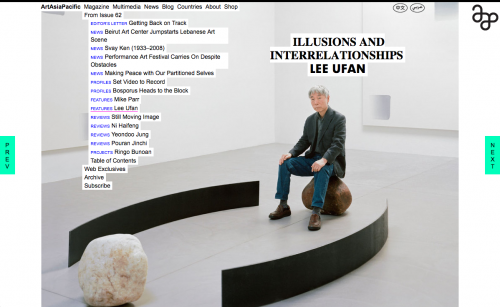 ArtAsiaPacific Magazine Multimedia News Blog Countries About Shop
中文
From Issue 62
EDITOR'S LETTER Getting Back on Track
NEWS Beirut Art Center Jumpstarts Lebanese Art
Scene
NEWS Svay Ken (1933–2008)
NEWS Performance Art Festival Carries On Despite
Obstacles
NEWS Making Peace with Our Partitioned Selves
PROFILES Set Video to Record
PROFILES Bosporus Heads to the Block
FEATURES Mike Parr
FEATURES Lee Ufan
REVIEWS Still Moving Image
REVIEWS Ni Haifeng
REVIEWS Yeondoo Jung
REVIEWS Pouran Jinchi
PROJECTS Ringo Bunoan
Table of Contents
Web Exclusives
Archive
Subscribe
ILLUSIONS AND
INTERRELATIONSHIPS
LEE UFAN
PREV
NEXT